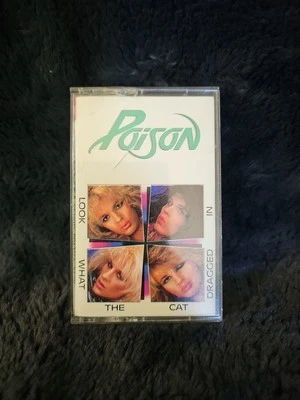 Poison
LOOK WHAT
THE CAT
DRAGGED IN